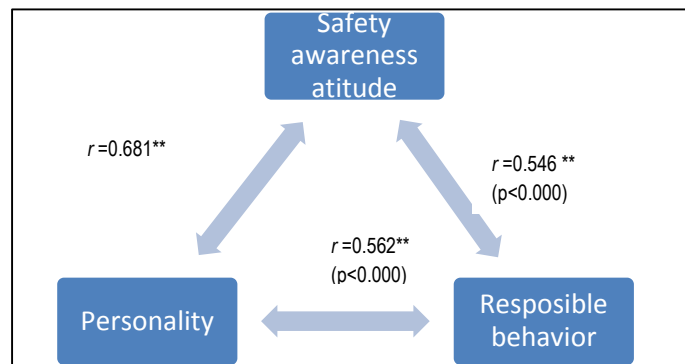 Safety
awareness
atitude
r =0.681**
r =0.546 **
(p<0.000)
r =0.562**
(p<0.000)
Personality
Resposible
behavior